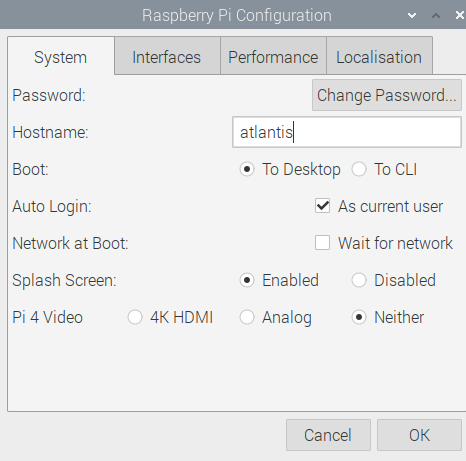 Raspberry Pi Configuration
System Interfaces Performance Localisation
Password: Change Password...
Hostname: atlantis
Boot: To Desktop To CLI
Auto Login: As current user
Network at Boot: Wait for network
Splash Screen: Enabled Disabled
Pi 4 Video 4K HDMI Analog Neither
Cancel OK